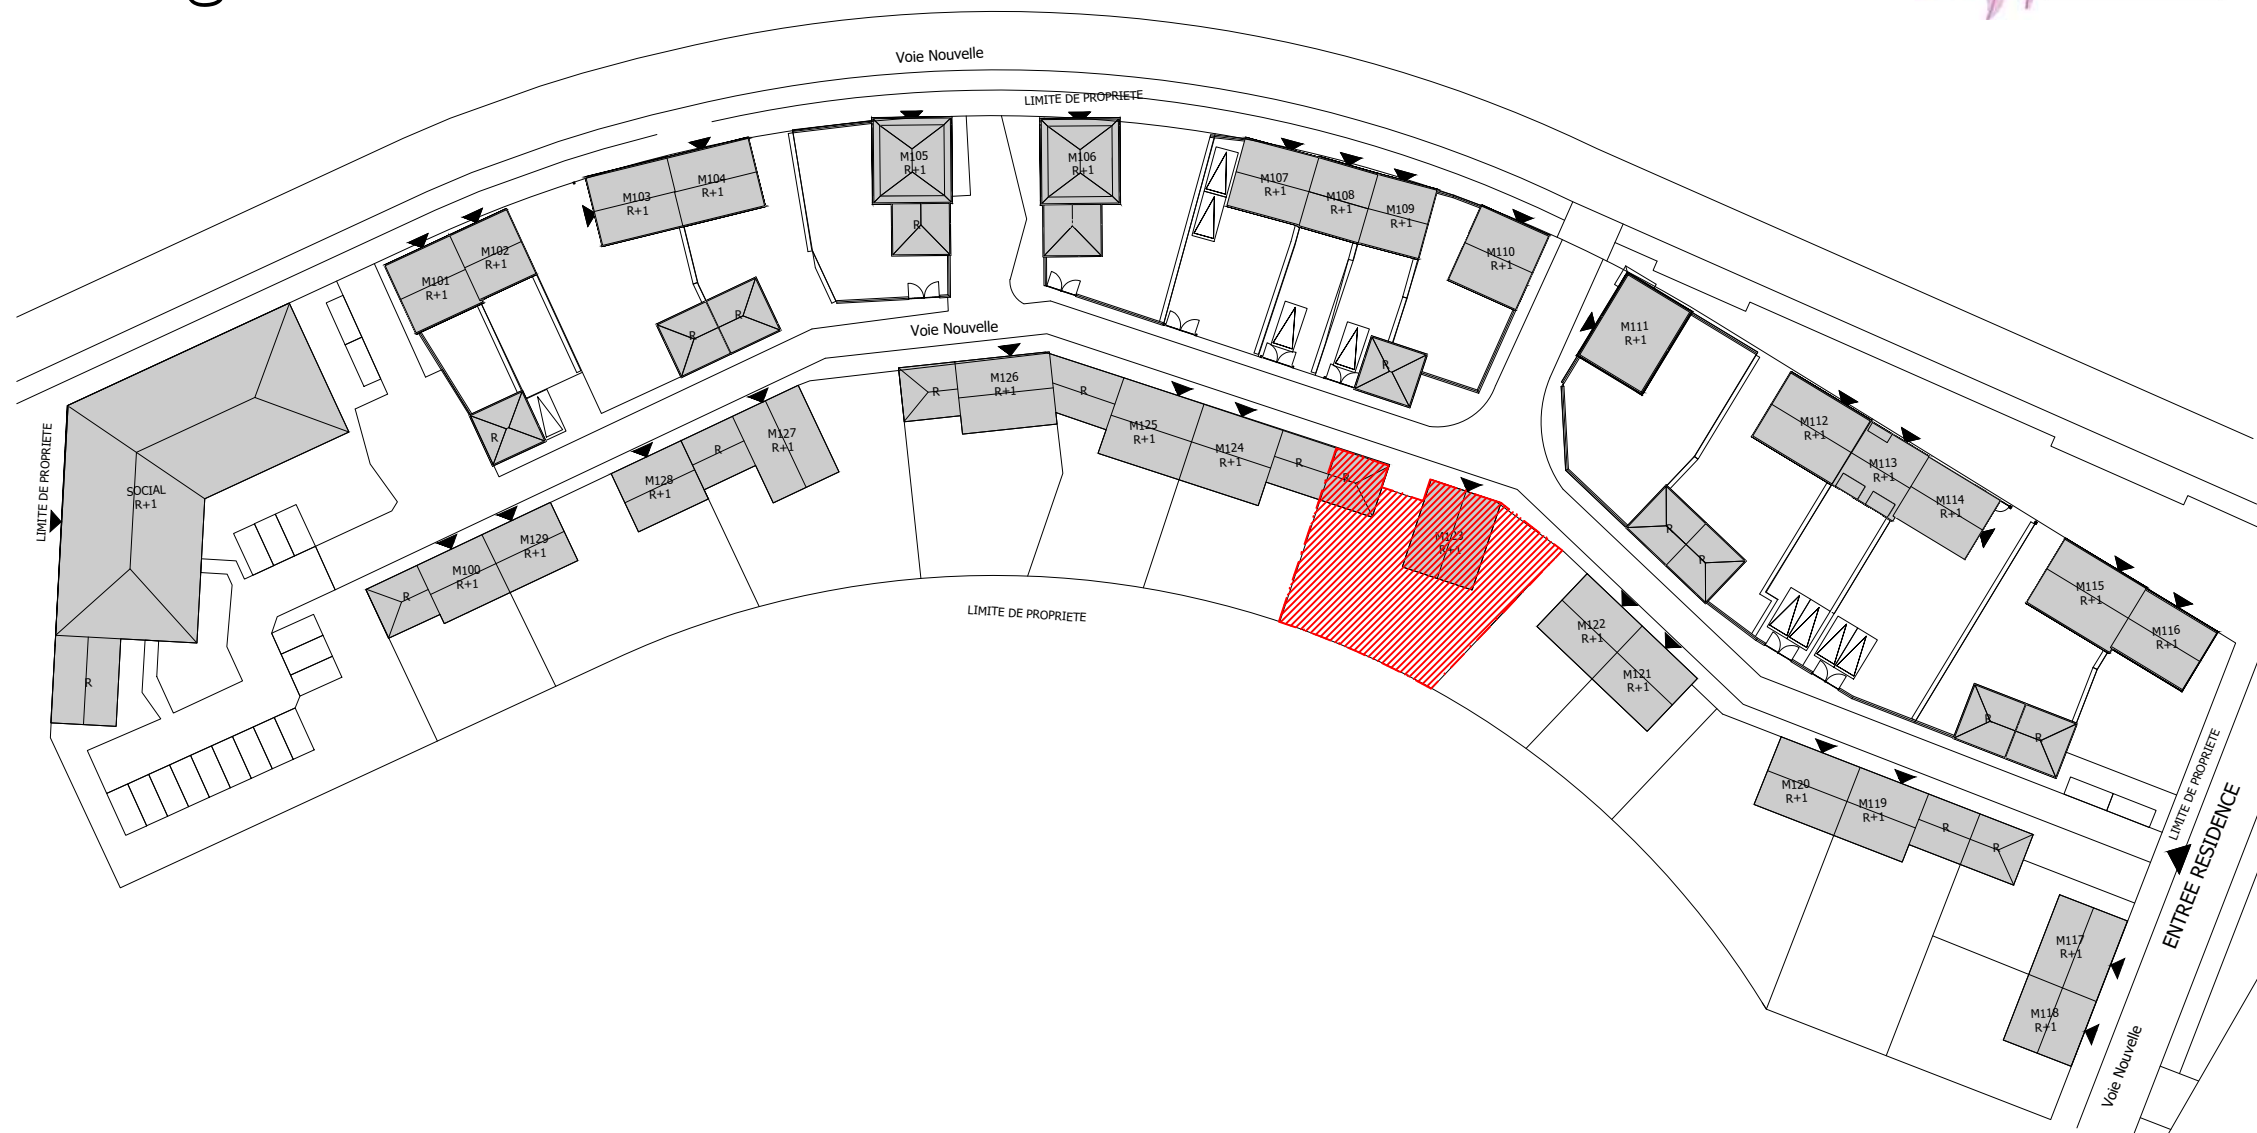 Voie Nouvelle
LIMITE DE PROPRIETE
M105
R+1
R
M106
R+1
M103
R+1
M104
R+1
M107
R+1
M108
R+1
M109
R+1
M110
R+1
M101
R+1
M102
R+1
R
R
R
M111
R+1
Voie Nouvelle
R
M126
R+1
R
R
M125
R+1
M124
R+1
R
R
M123
R+1
M112
R+1
M113
R+1
M114
R+1
R
R
LIMITE DE PROPRIETE
SOCIAL
R+1
R
M127
R+1
R
M128
R+1
M129
R+1
M100
R+1
R
LIMITE DE PROPRIETE
M122
R+1
M121
R+1
M115
R+1
M116
R+1
R
R
M120
R+1
M119
R+1
R
R
LIMITE DE PROPRIETE
ENTREE RESIDENCE
M117
R+1
M118
R+1
Voie Nouvelle